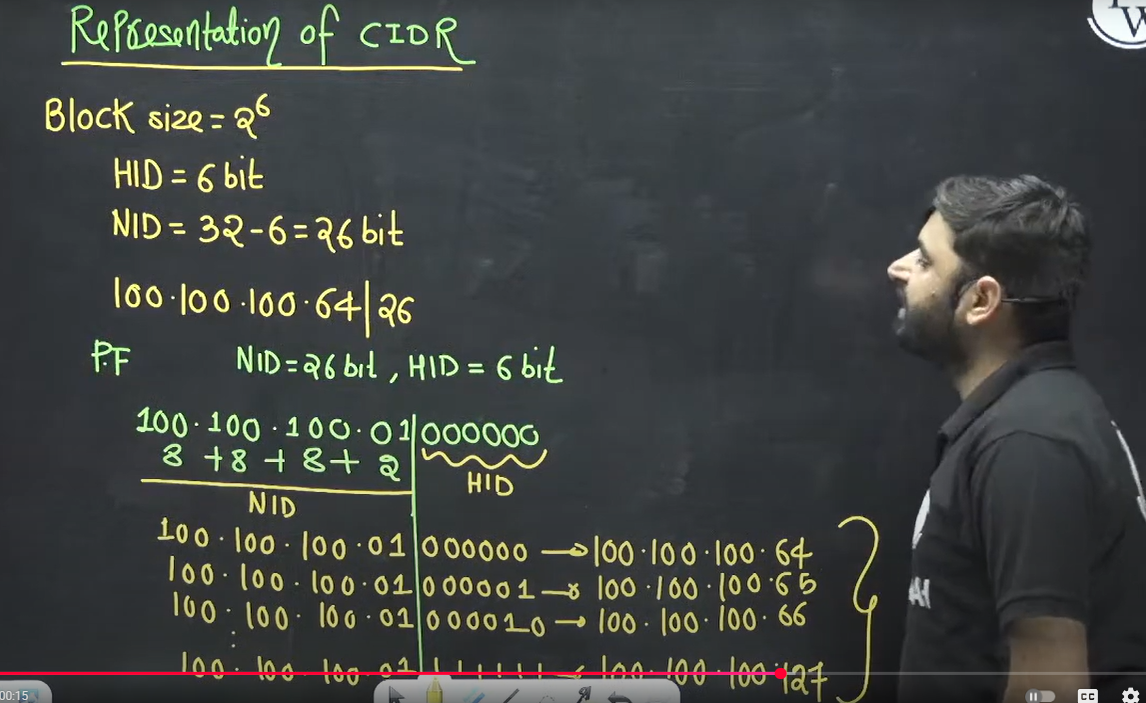 Representation of CIDR
Block size = 2^6
HID = 6 bit
NID = 32-6 = 26 bit
100.100.100.64|26
P.F NID=26 bit, HID = 6 bit
100.100.100.01|000000
8 +8 + 8+ 2
HID
NID
100.100.100.01|000000 → 100.100.100.64
100.100.100.01|000001 → 100.100.100.65
100.100.100.01|000010 → 100.100.100.66
:
100.100.100.01|111111 → 100.100.100.127
00:15
CC
W